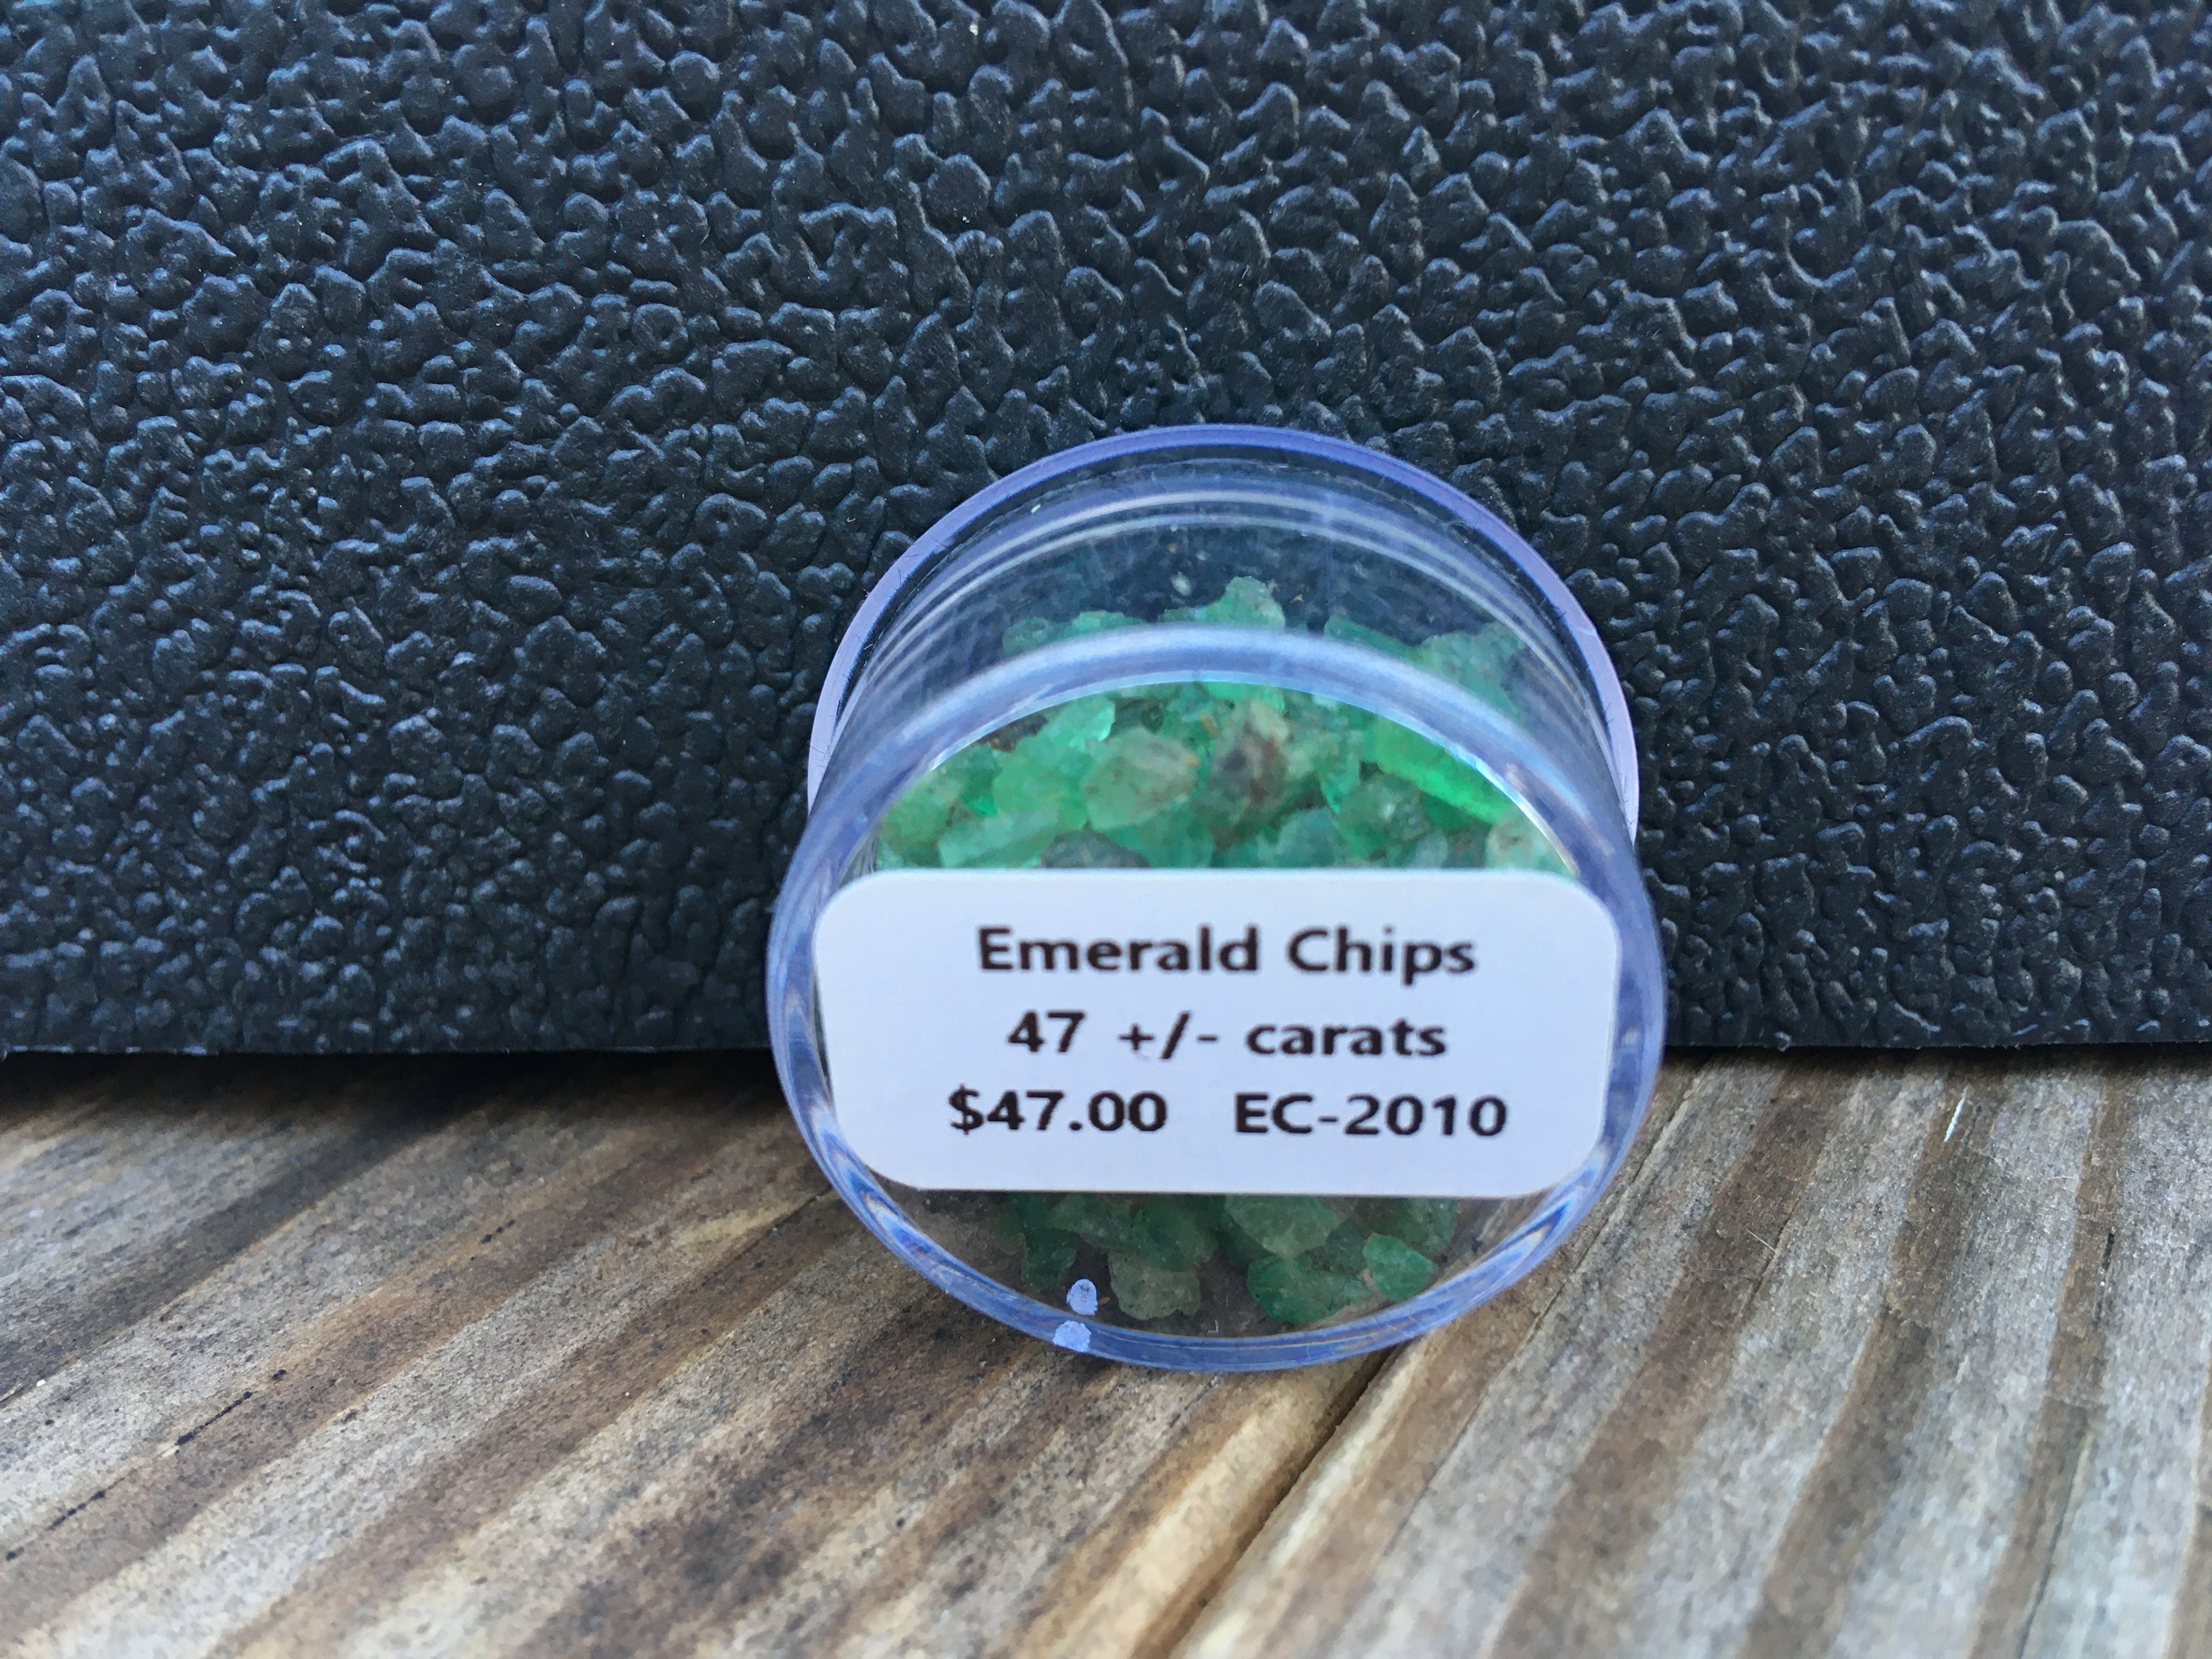 Emerald Chips
47 +/- carats
$47.00 EC-2010